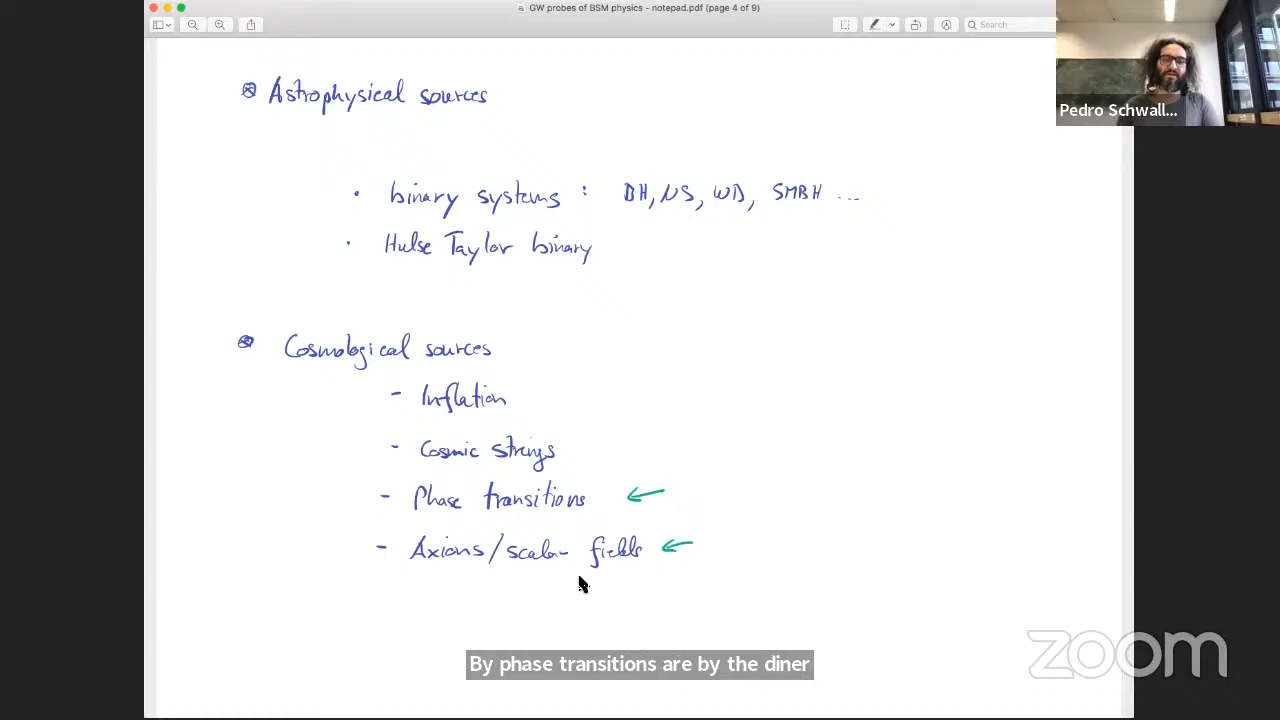 GW probes of BSM physics - notepad.pdf (page 4 of 9)
Search
Pedro Schwall...
Astrophysical sources
· binary systems : BH, NS, WD, SMBH ...
· Hulse Taylor binary
Cosmological sources
- Inflation
- Cosmic strings
- Phase transitions ←
- Axions/scalar fields ←
By phase transitions are by the diner
zoom